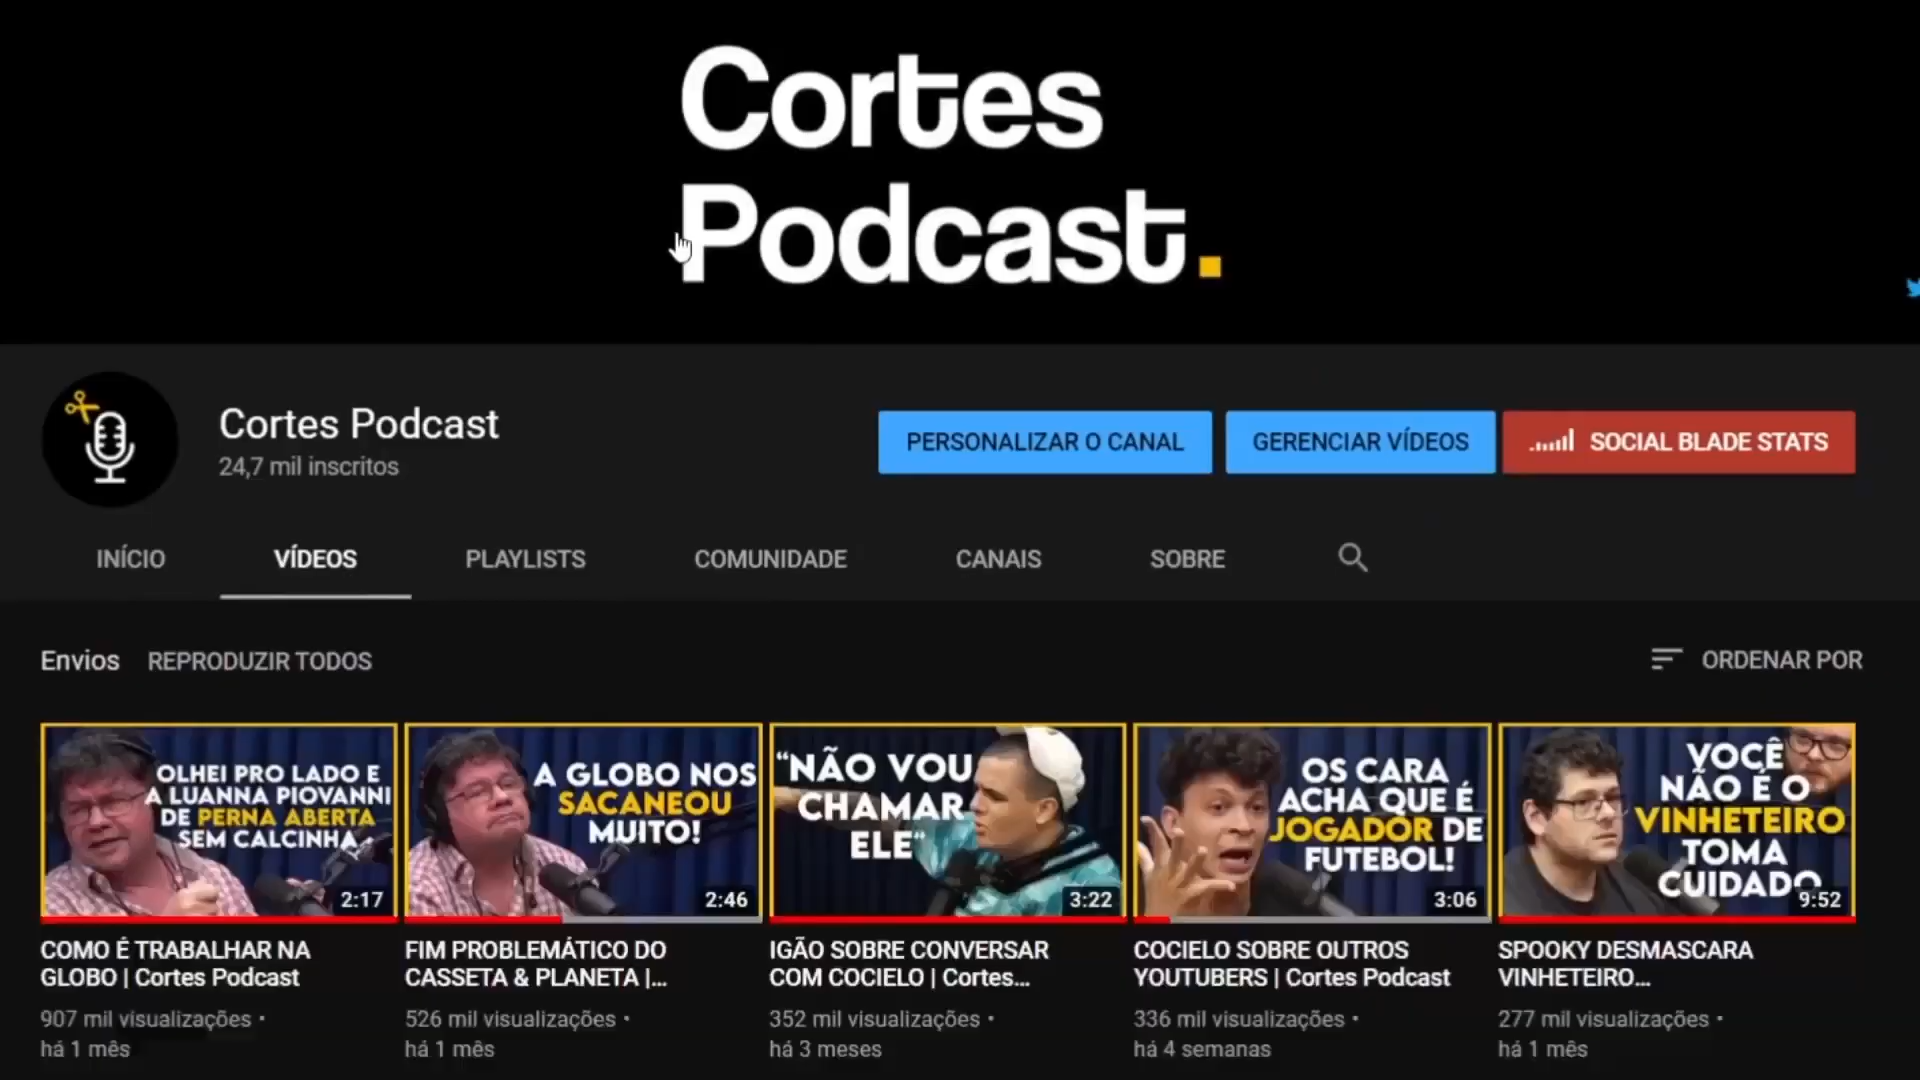 Cortes
Podcast.
Cortes Podcast
24,7 mil inscritos
PERSONALIZAR O CANAL
GERENCIAR VÍDEOS
SOCIAL BLADE STATS
INÍCIO
VÍDEOS
PLAYLISTS
COMUNIDADE
CANAIS
SOBRE
Envios
REPRODUZIR TODOS
ORDENAR POR
OLHEI PRO LADO E
A LUANNA PIOVANNI
DE PERNA ABERTA
SEM CALCINHA
2:17
COMO É TRABALHAR NA
GLOBO | Cortes Podcast
907 mil visualizações •
há 1 mês
A GLOBO NOS
SACANEOU
MUITO!
2:46
FIM PROBLEMÁTICO DO
CASSETA & PLANETA |...
526 mil visualizações •
há 1 mês
“NÃO VOU
CHAMAR
ELE“
3:22
IGÃO SOBRE CONVERSAR
COM COCIELO | Cortes...
352 mil visualizações •
há 3 meses
OS CARA
ACHA QUE É
JOGADOR DE
FUTEBOL!
3:06
COCIELO SOBRE OUTROS
YOUTUBERS | Cortes Podcast
336 mil visualizações •
há 4 semanas
VOCÊ
NÃO É O
VINHETEIRO
TOMA
CUIDADO
9:52
SPOOKY DESMASCARA
VINHETEIRO...
277 mil visualizações •
há 1 mês